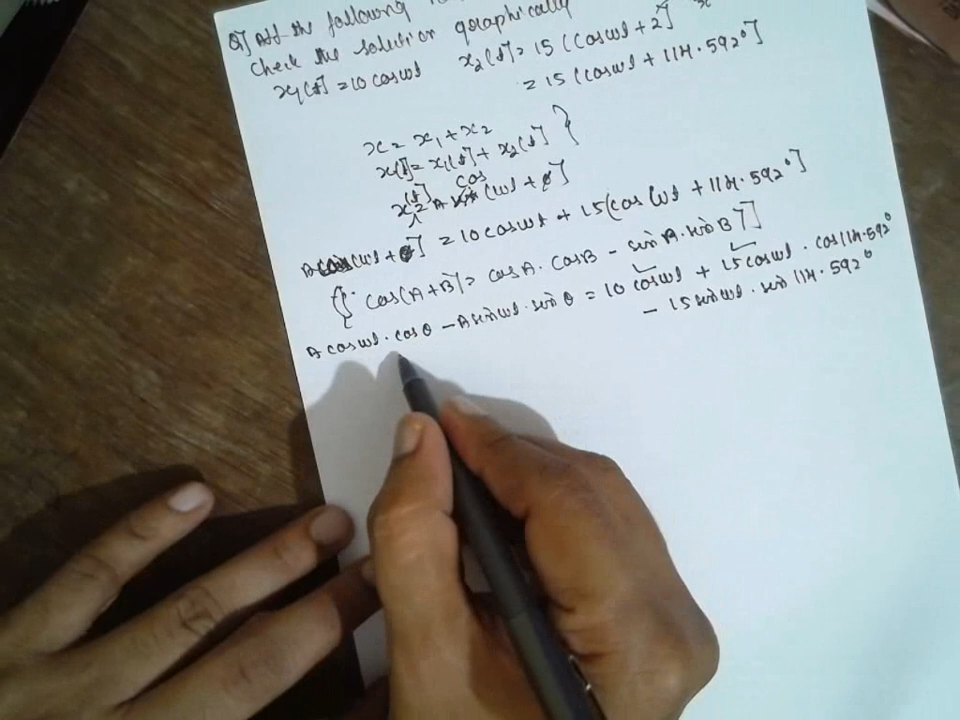 Q] Add the following
Check the solution graphically
x₁(t) = 10 cosωt x₂(t) = 15 (cosωt + 2)
= 15 (cosωt + 114.592°)
x = x₁ + x₂
x(t) = x₁(t) + x₂(t) }
x(t) = A cos (ωt + θ)
A cos(ωt + θ) = 10 cosωt + 15 (cos(ωt + 114.592°)
{∵ cos(A+B) = cosA. cosB - sinA. sinB}
A cosωt. cosθ - A sinωt. sinθ = 10 cosωt + 15 cosωt. cos 114.592°
- 15 sinωt. sin 114.592°